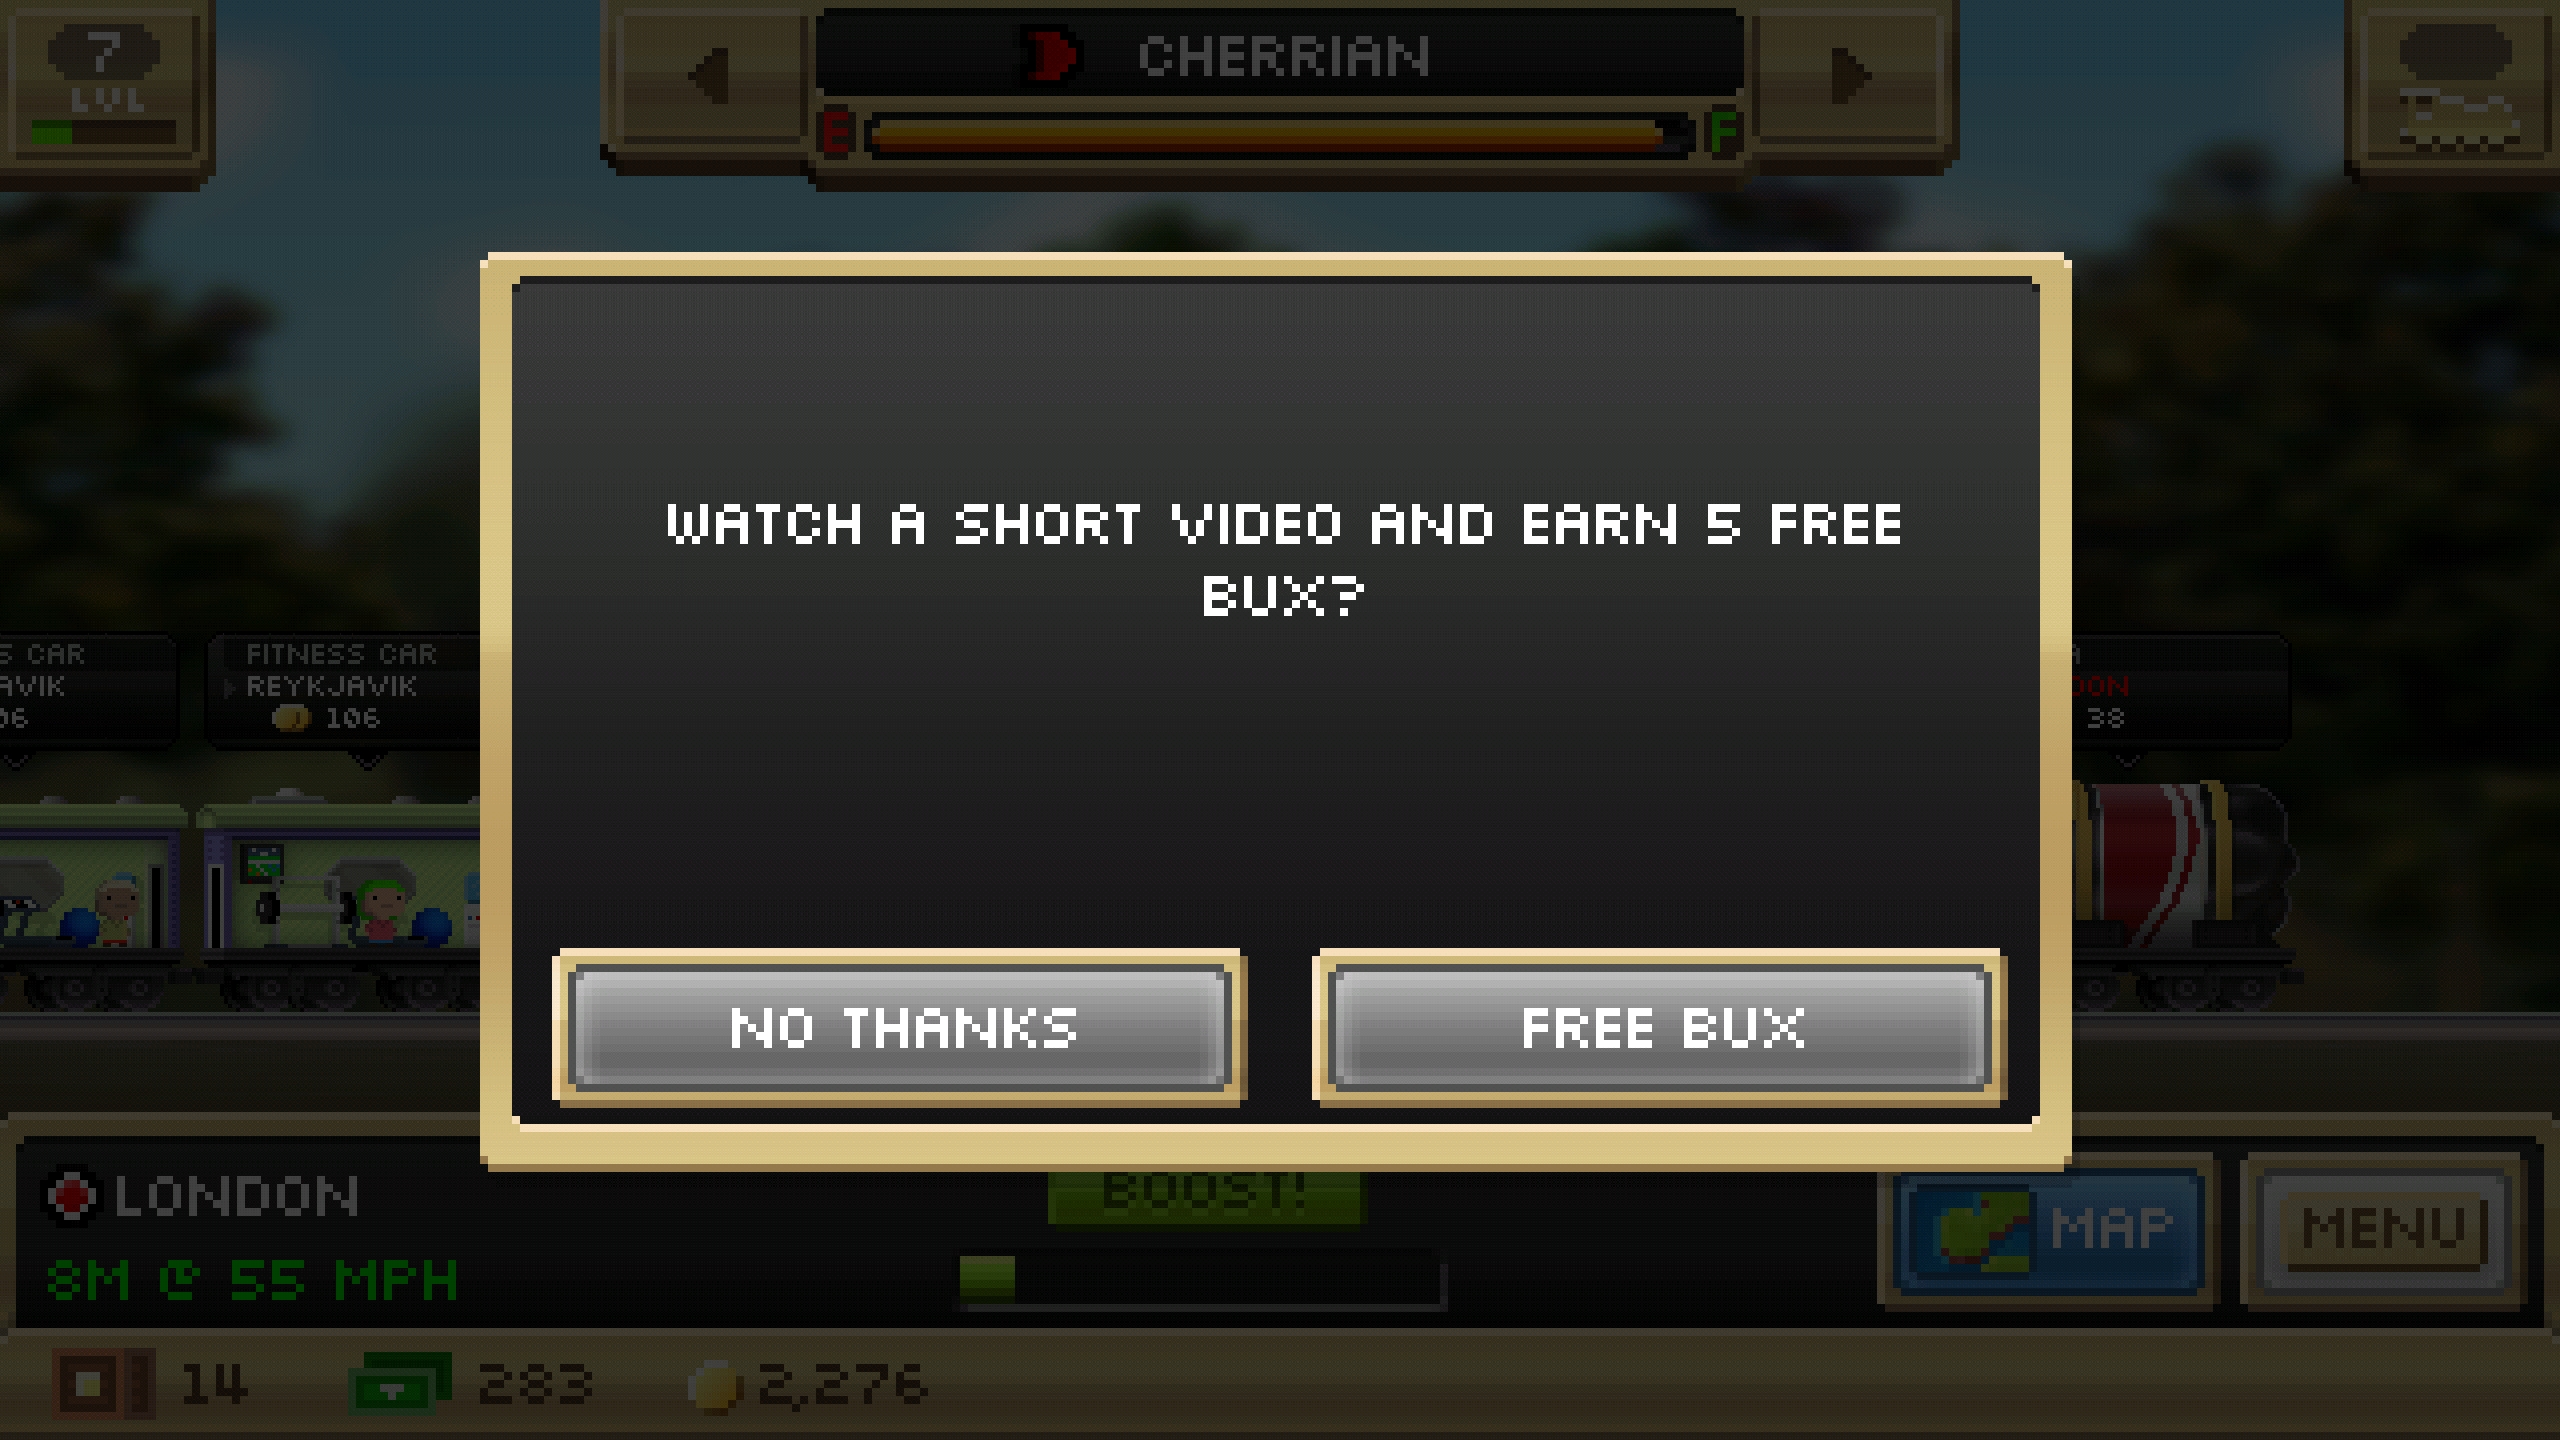 7
LVL
CHERRIAN
E
F
WATCH A SHORT VIDEO AND EARN 5 FREE
BUX?
S CAR
AVIK
06
FITNESS CAR
REYKJAVIK
106
A
DON
38
NO THANKS
FREE BUX
LONDON
8M @ 55 MPH
BOOST!
MAP
MENU
14
283
2,276